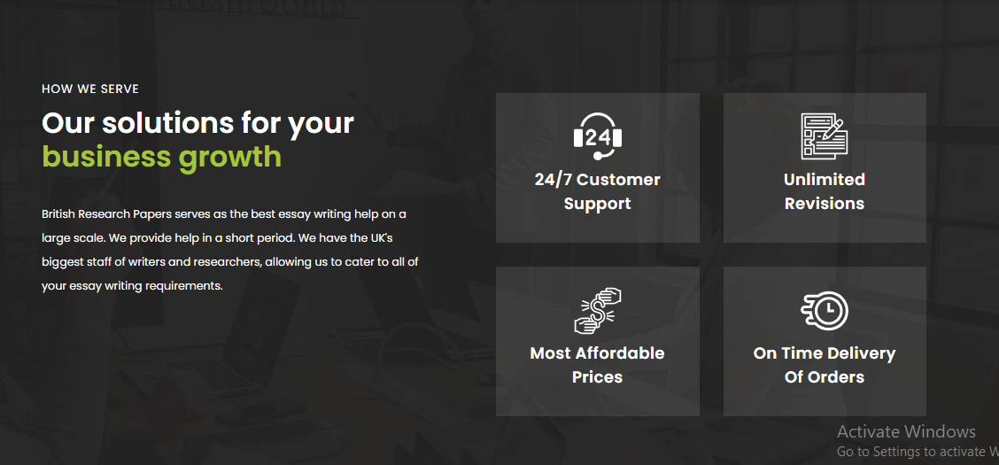 HOW WE SERVE
Our solutions for your
business growth
British Research Papers serves as the best essay writing help on a
large scale. We provide help in a short period. We have the UK's
biggest staff of writers and researchers, allowing us to cater to all of
your essay writing requirements.
24
24/7 Customer
Support
Unlimited
Revisions
Most Affordable
Prices
On Time Delivery
Of Orders
Activate Windows
Go to Settings to activate W